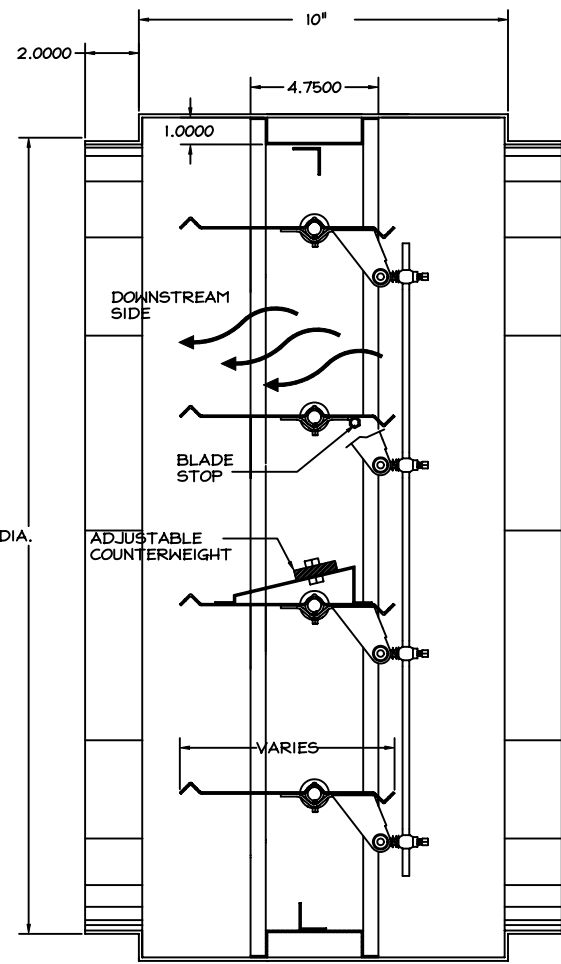 10"
2.0000
4.7500
1.0000
DOWNSTREAM
SIDE
BLADE
STOP
DIA.
ADJUSTABLE
COUNTERWEIGHT
VARIES